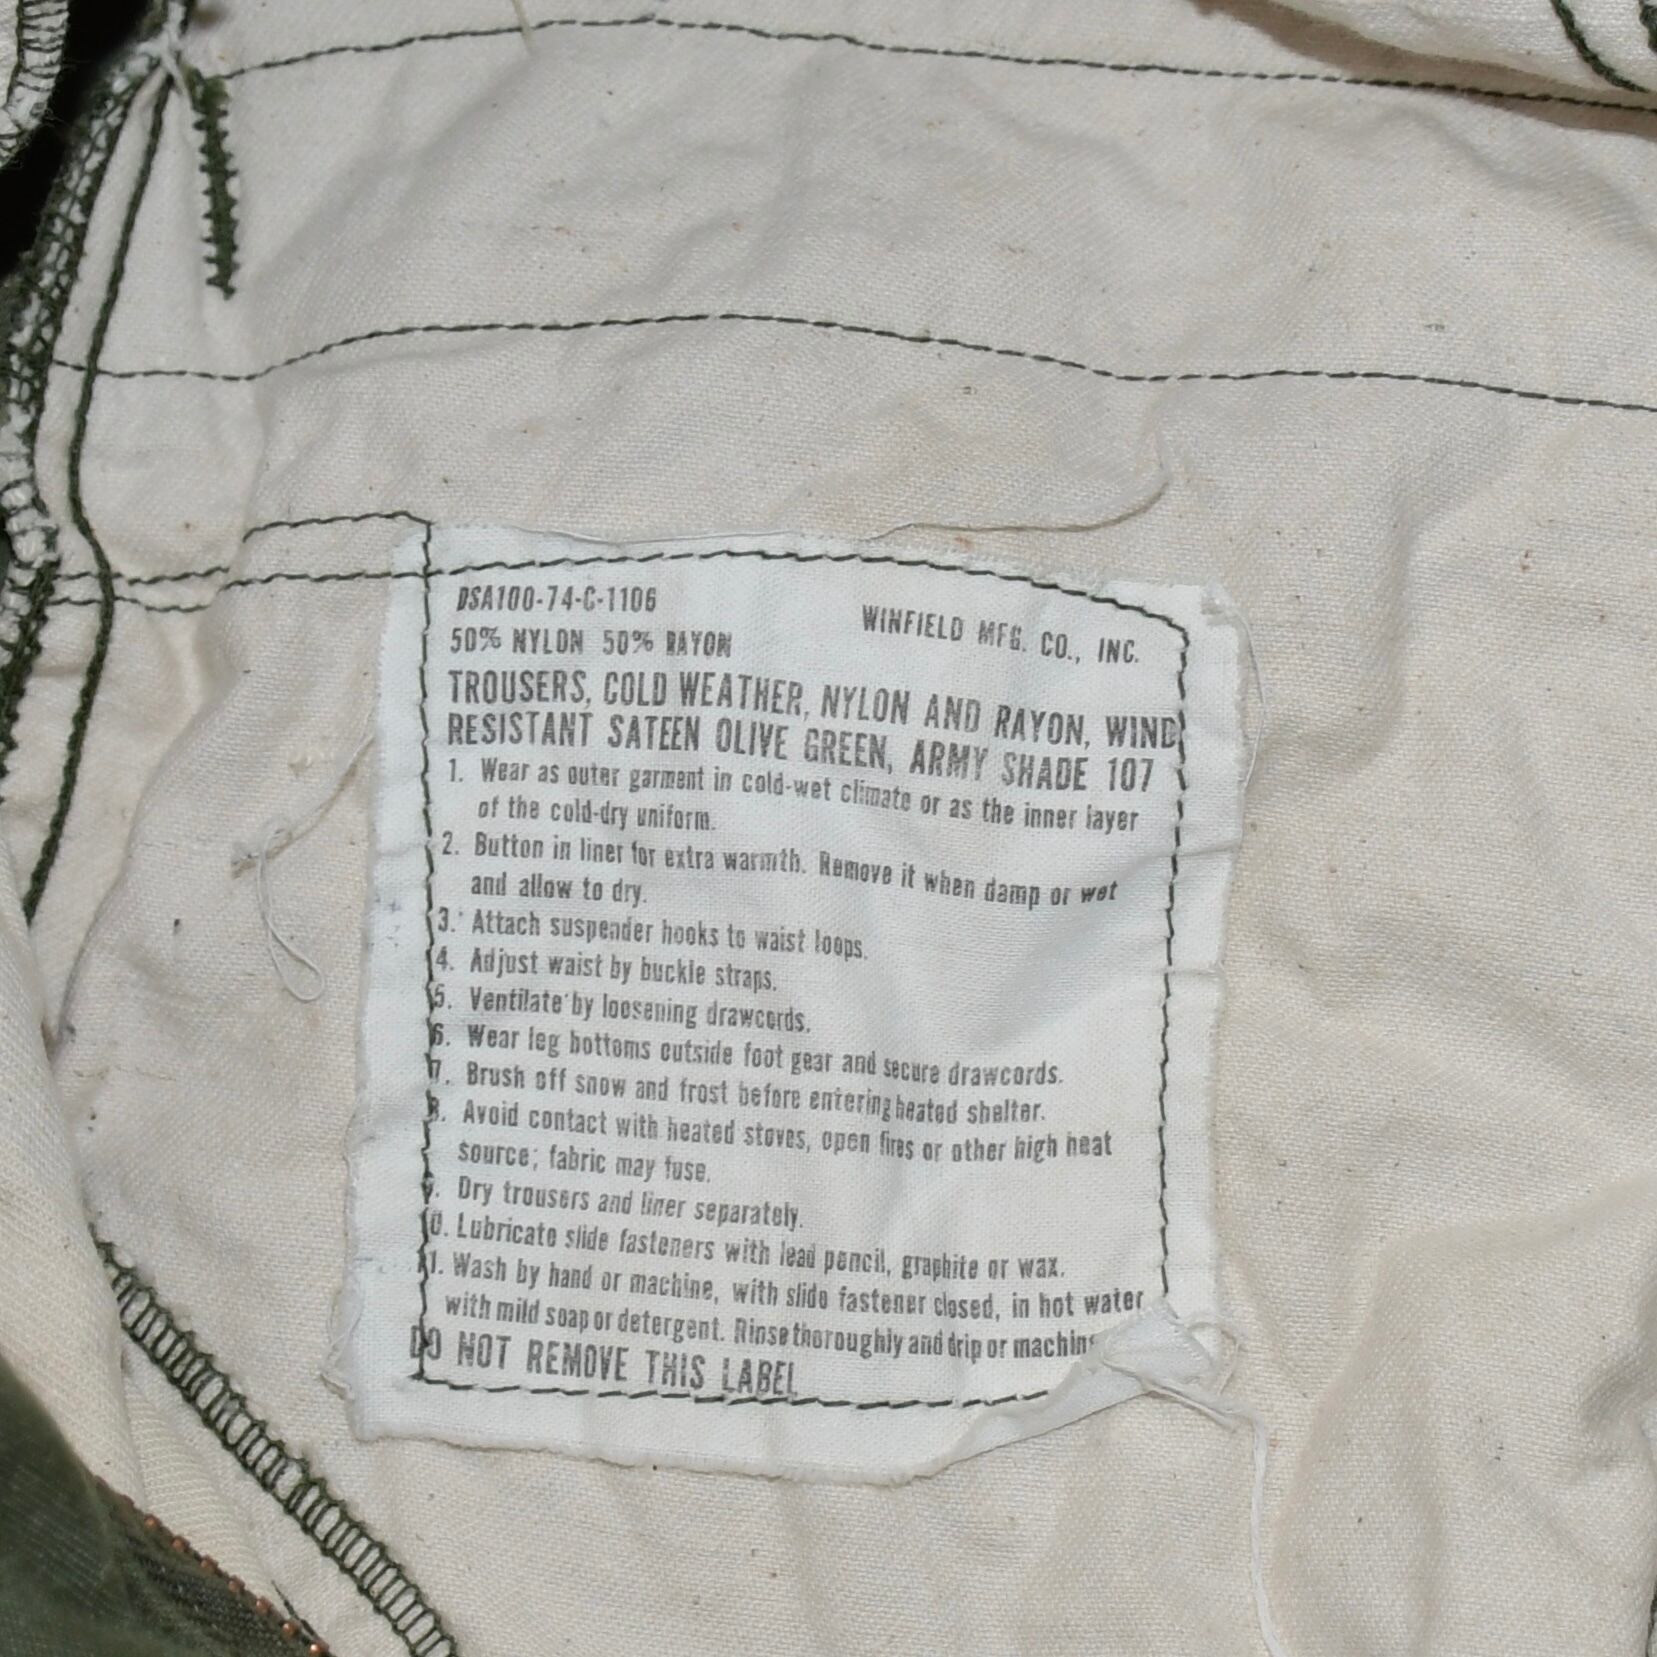 DSA100-74-C-1106
WINFIELD MFG. CO., INC.
50% NYLON 50% RAYON
TROUSERS, COLD WEATHER, NYLON AND RAYON, WIND
RESISTANT SATEEN OLIVE GREEN, ARMY SHADE 107
1. Wear as outer garment in cold-wet climate or as the inner layer
of the cold-dry uniform.
2. Button in liner for extra warmth. Remove it when damp or wet
and allow to dry.
3. Attach suspender hooks to waist loops.
4. Adjust waist by buckle straps.
5. Ventilate by loosening drawcords.
6. Wear leg bottoms outside foot gear and secure drawcords.
7. Brush off snow and frost before entering heated shelter.
8. Avoid contact with heated stoves, open fires or other high heat
source; fabric may fuse.
9. Dry trousers and liner separately.
10. Lubricate slide fasteners with lead pencil, graphite or wax.
11. Wash by hand or machine, with slide fastener closed, in hot water
with mild soap or detergent. Rinse thoroughly and drip or machine
DO NOT REMOVE THIS LABEL